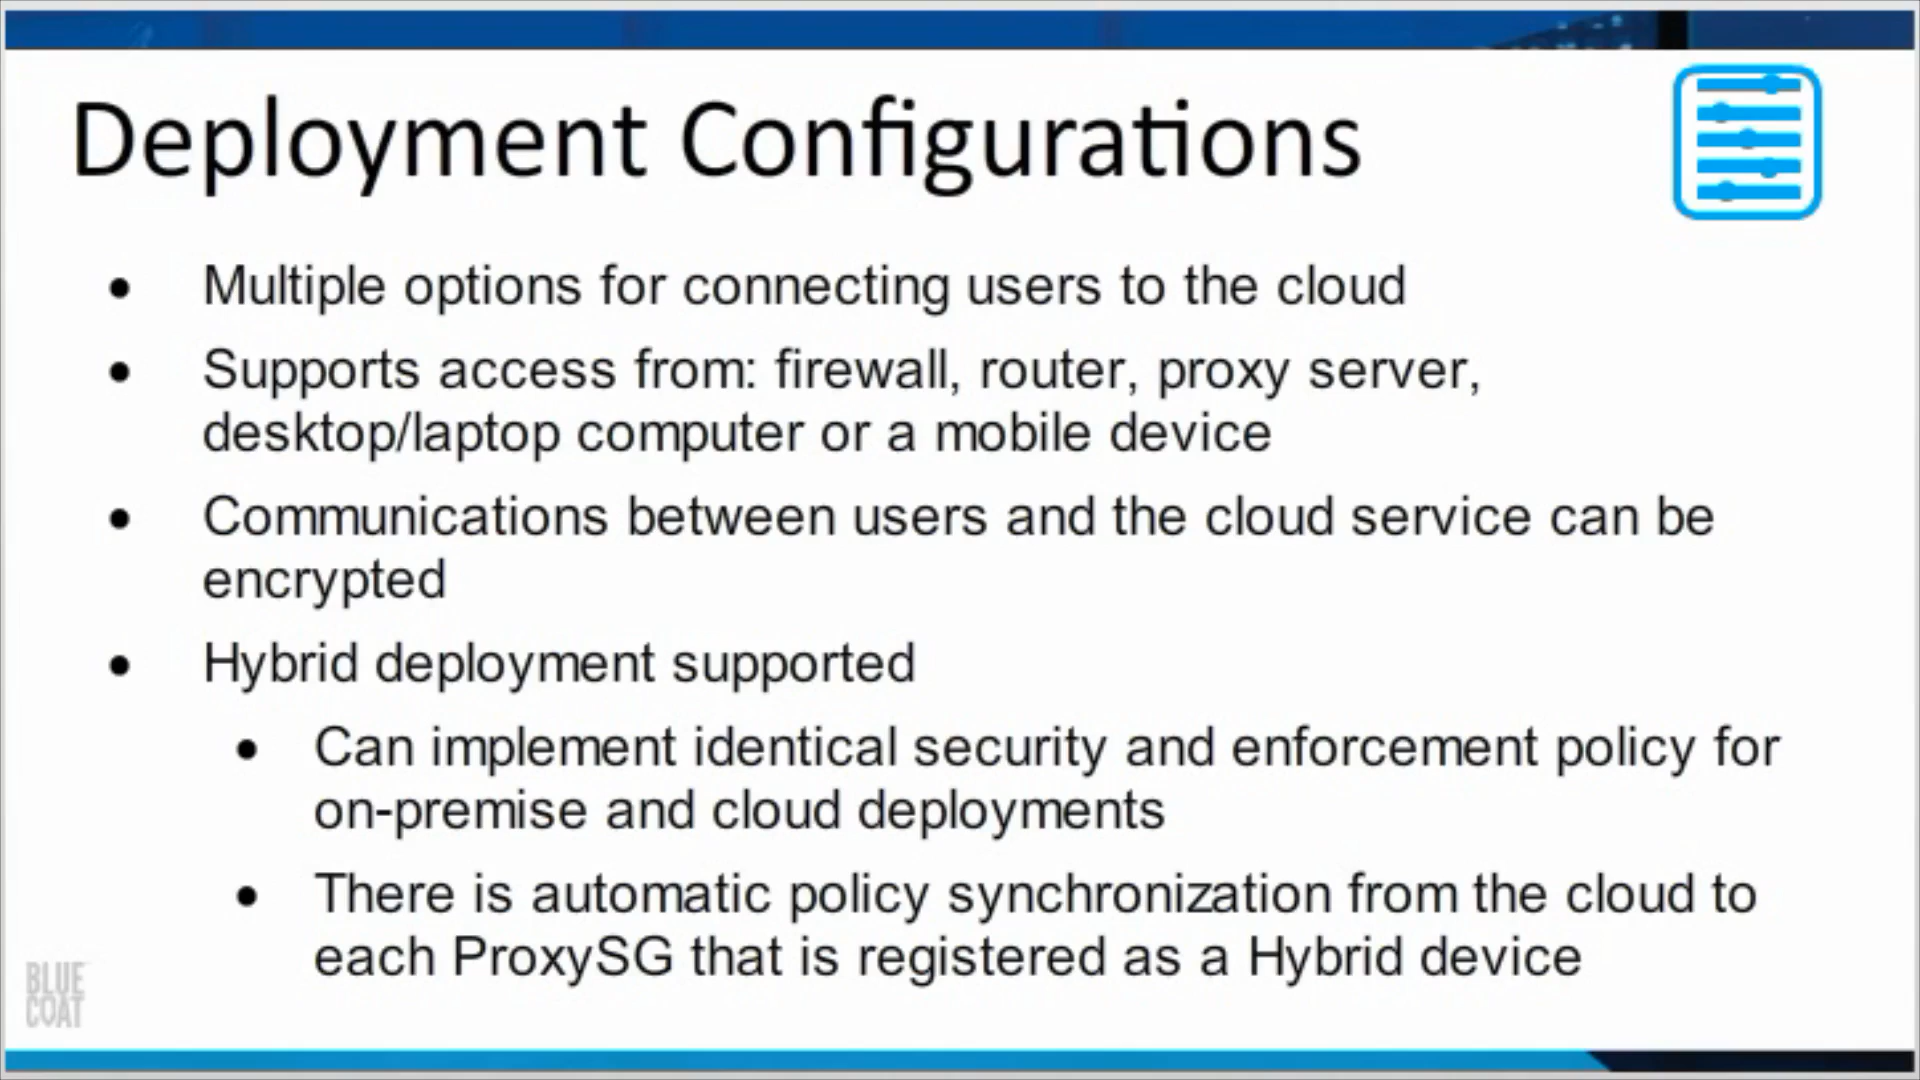 Deployment Configurations
• Multiple options for connecting users to the cloud
• Supports access from: firewall, router, proxy server,
desktop/laptop computer or a mobile device
• Communications between users and the cloud service can be
encrypted
• Hybrid deployment supported
• Can implement identical security and enforcement policy for
on-premise and cloud deployments
• There is automatic policy synchronization from the cloud to
each ProxySG that is registered as a Hybrid device
BLUE
COAT